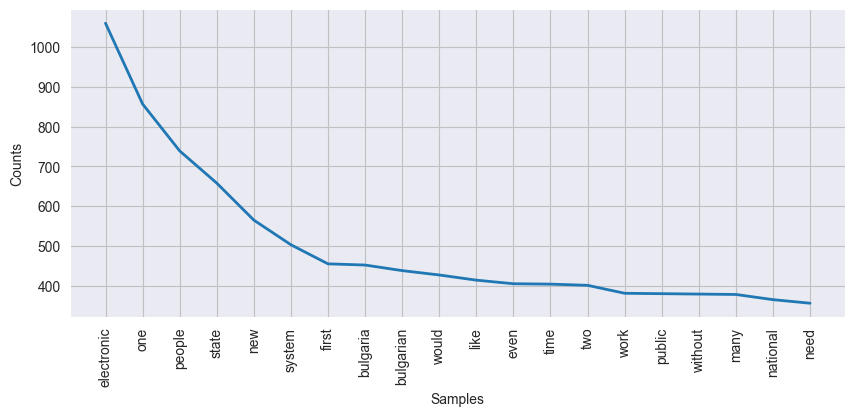 1000
900
800
700
600
500
400
Counts
electronic
one
people
state
new
system
first
bulgaria
bulgarian
would
like
even
time
two
work
public
without
many
national
need
Samples